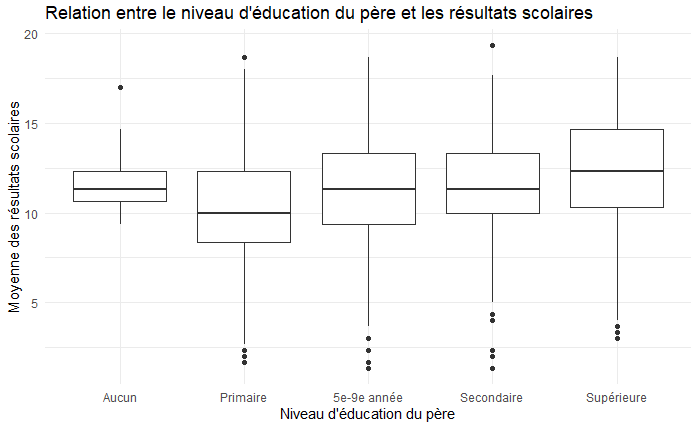 Relation entre le niveau d'éducation du père et les résultats scolaires
Moyenne des résultats scolaires
20
15
10
5
Aucun
Primaire
5e-9e année
Secondaire
Supérieure
Niveau d'éducation du père